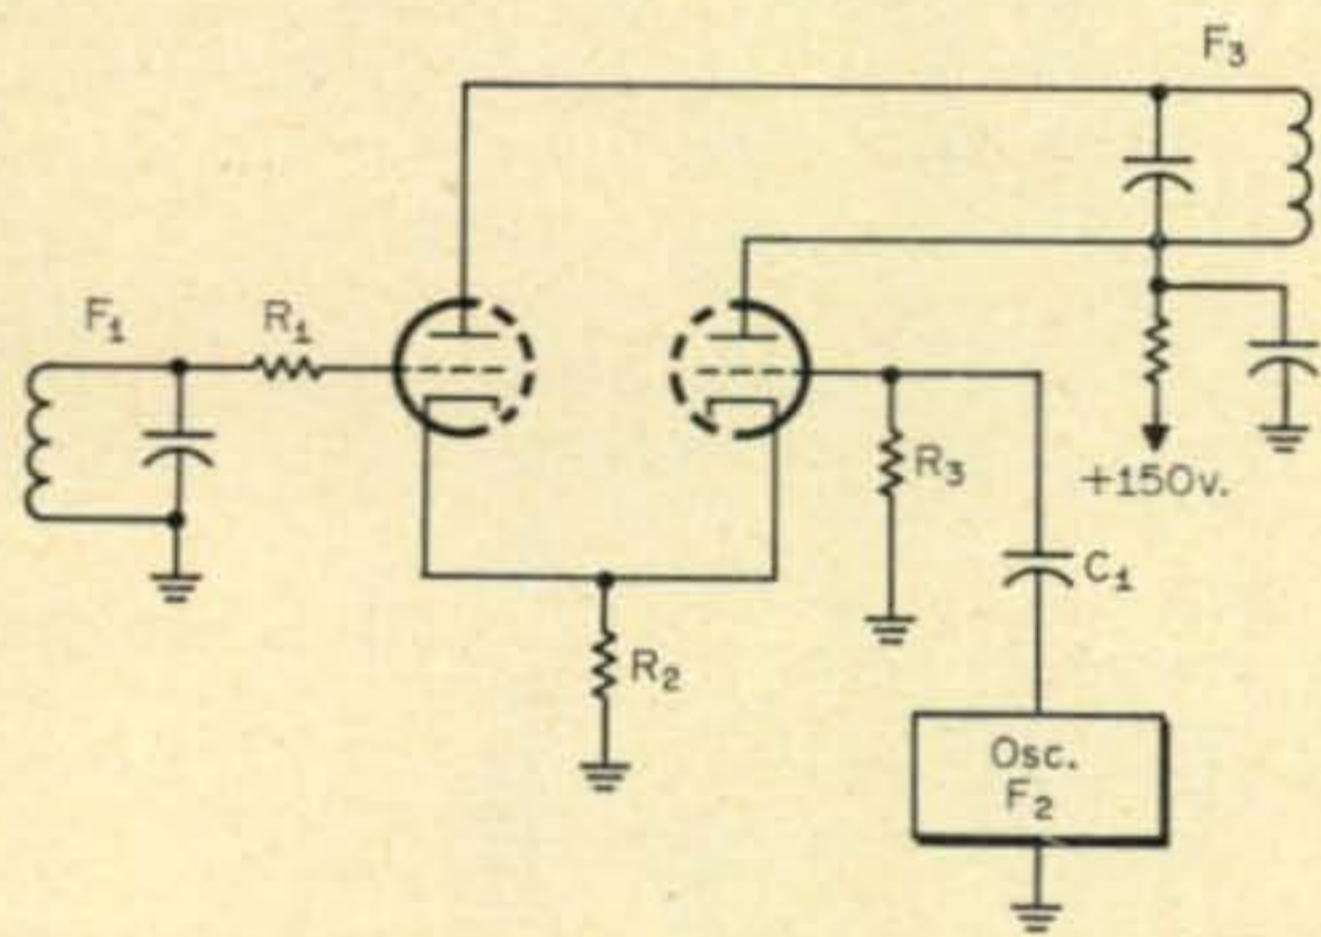 F₃
F₁
R₁
R₃
+150v.
C₁
R₂
Osc.
F₂